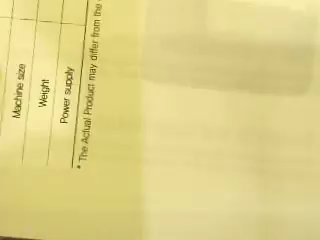 Machine size
Weight
Power supply
* The Actual Product may differ from the